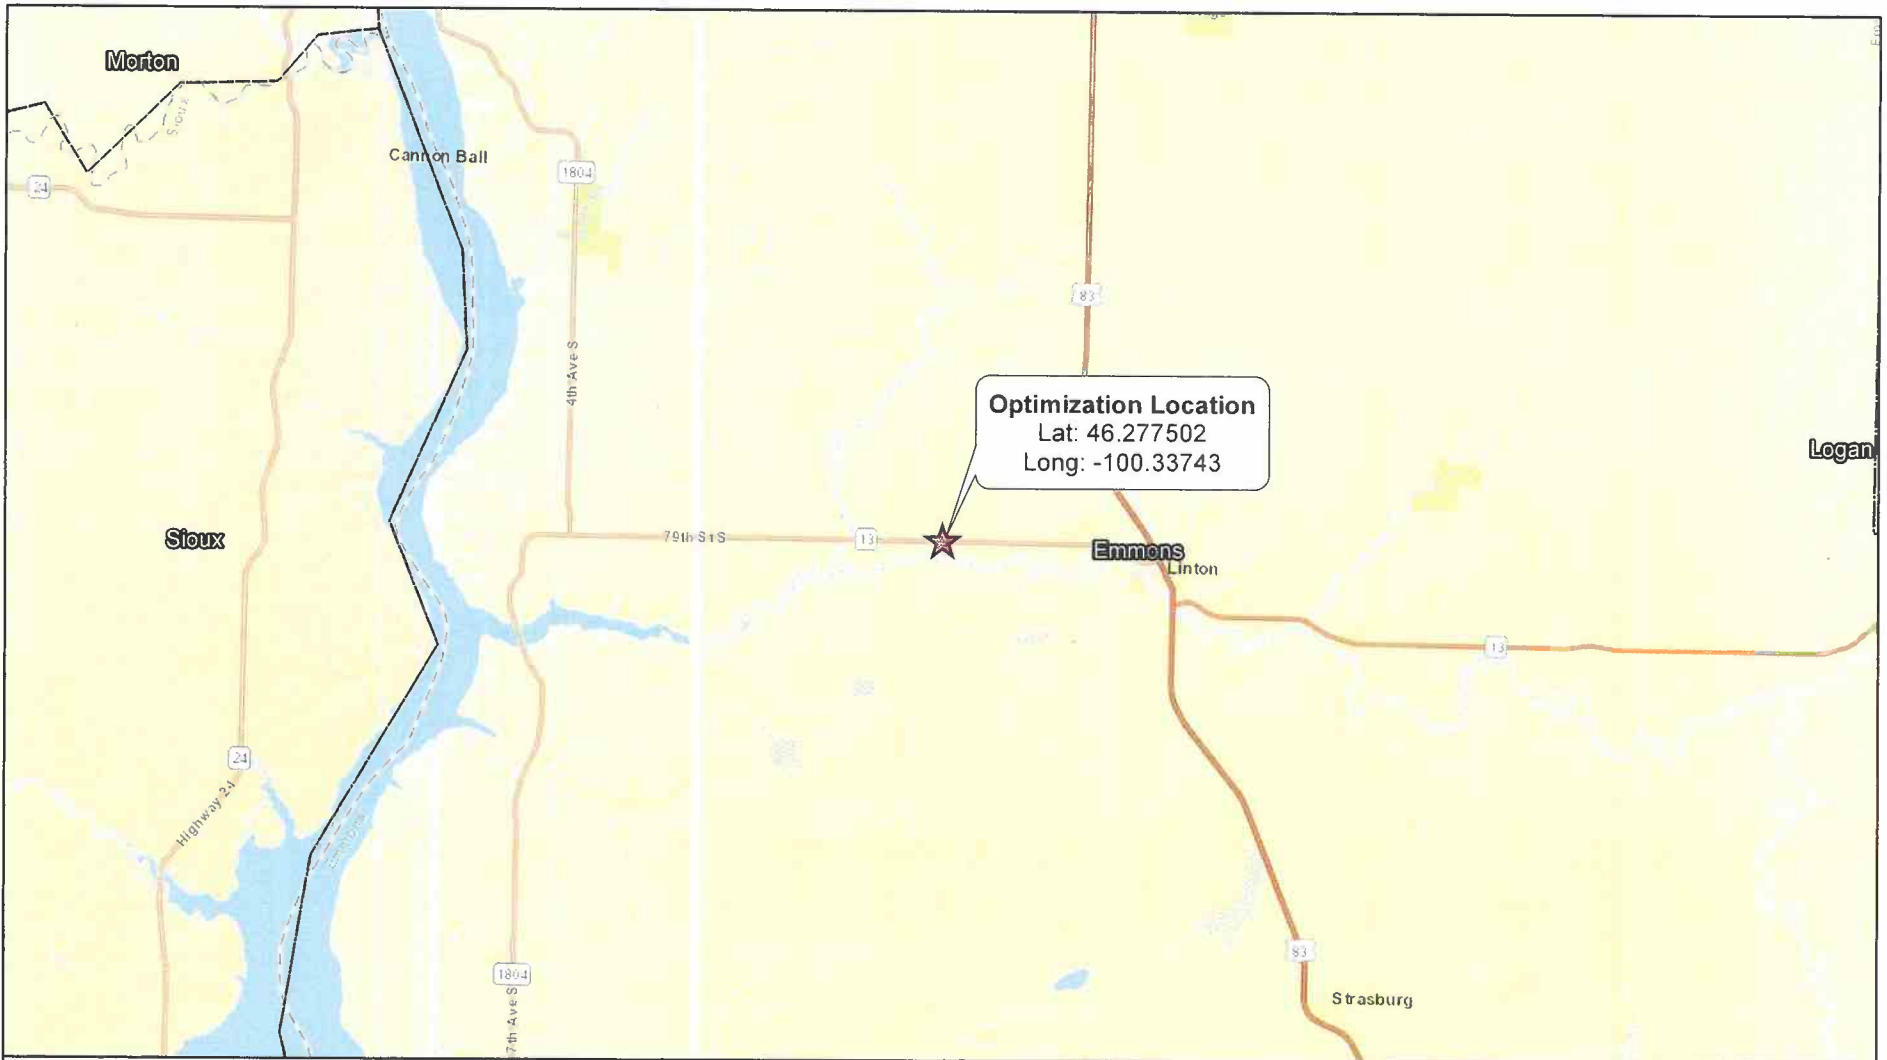 Morton
Sioux
Cannon Ball
1804
24
83
4th Ave S
Optimization Location
Lat: 46.277502
Long: -100.33743
Logan
Sioux
79th St S
13
Emmons
Linton
13
24
Highway 24
83
1804
Strasburg
7th Ave S